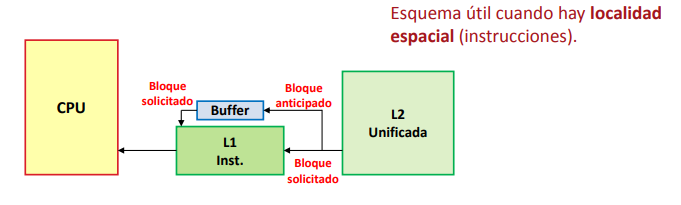 Esquema útil cuando hay localidad
espacial (instrucciones).
Bloque
solicitado
Bloque
anticipado
CPU
Buffer
L2
Unificada
L1
Inst.
Bloque
solicitado